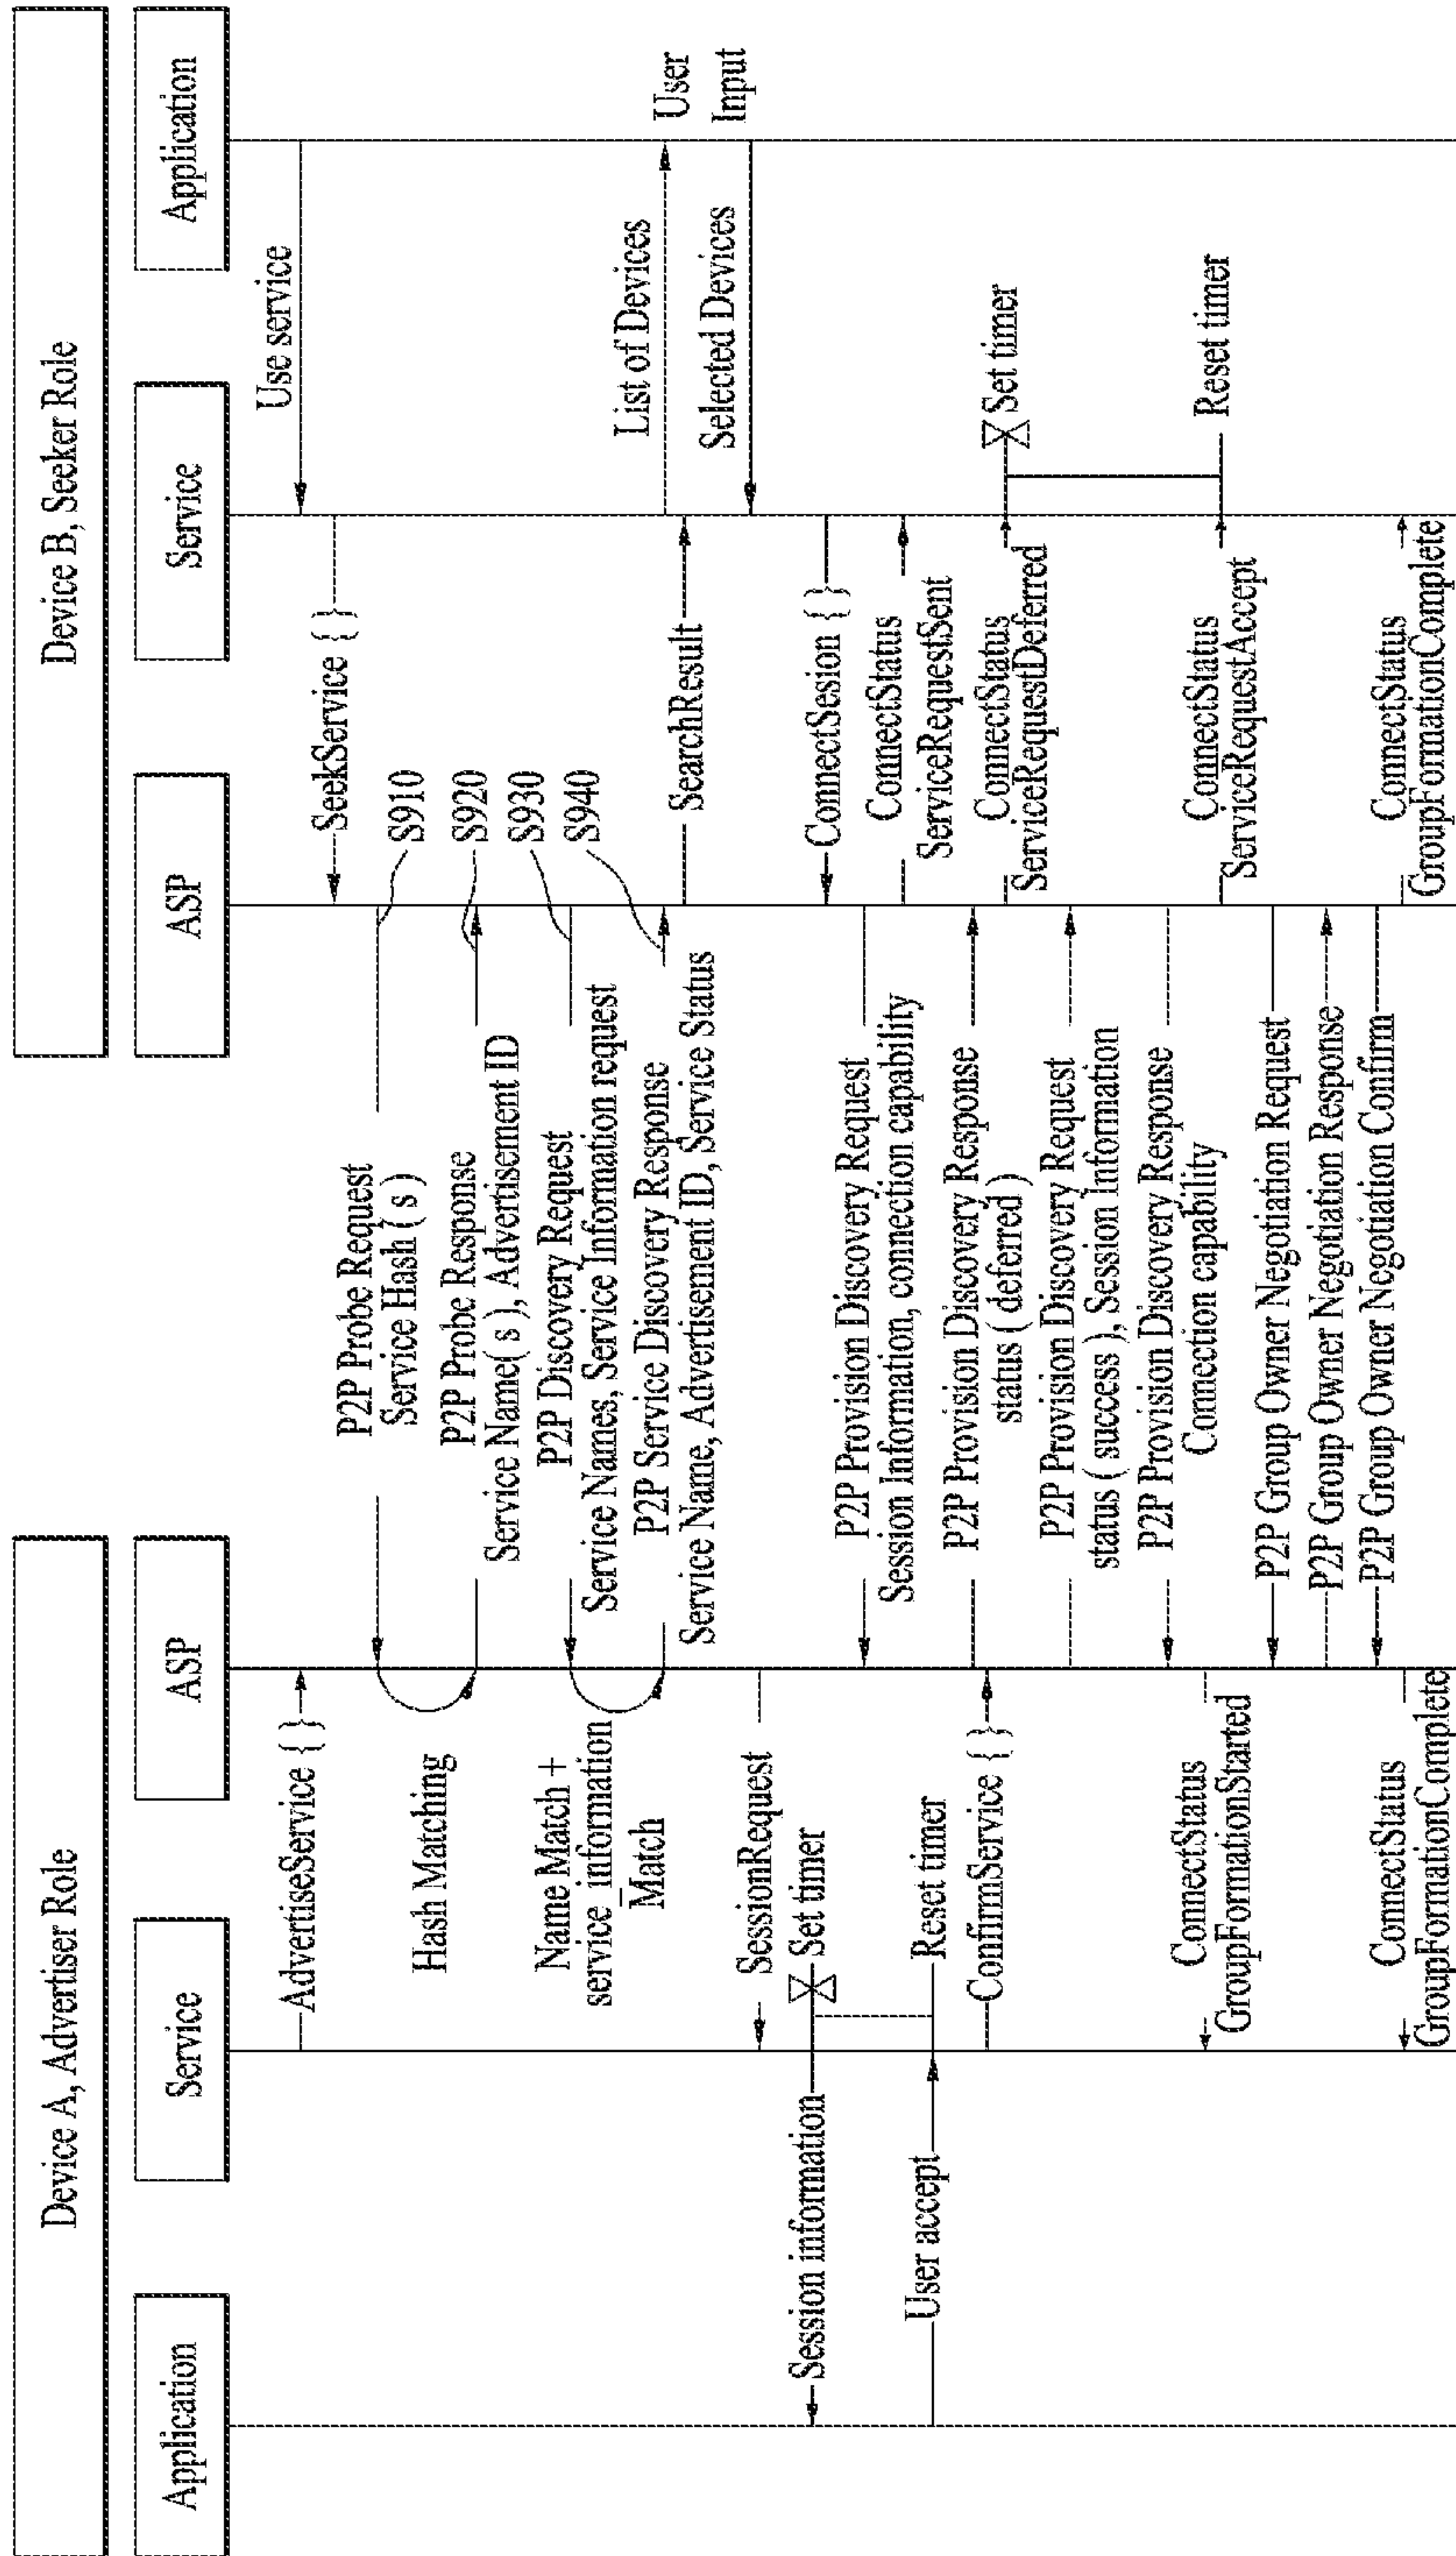 Device A, Advertiser Role
Device B, Seeker Role
Application
Service
ASP
ASP
Service
Application
AdvertiseService { }
Use service
SeekService { }
P2P Probe Request
Service Hash ( s )
S910
Hash Matching
P2P Probe Response
Service Name( s ), Advertisement ID
S920
P2P Discovery Request
Service Names, Service Information request
S930
Name Match +
service_information
Match
P2P Service Discovery Response
Service Name, Advertisement ID, Service Status
S940
List of Devices
User
Input
SearchResult
Selected Devices
SessionRequest
Session information
Set timer
ConnectSesion { }
P2P Provision Discovery Request
Session Information, connection capability
ConnectStatus
ServiceRequestSent
User accept
Reset timer
P2P Provision Discovery Response
status ( deferred )
ConfirmService { }
ConnectStatus
ServiceRequestDeferred
Set timer
P2P Provision Discovery Request
status ( success ), Session Information
P2P Provision Discovery Response
Connection capability
ConnectStatus
GroupFormationStarted
ConnectStatus
ServiceRequestAccept
Reset timer
P2P Group Owner Negotiation Request
P2P Group Owner Negotiation Response
P2P Group Owner Negotiation Confirm
ConnectStatus
GroupFormationComplete
ConnectStatus
GroupFormationComplete